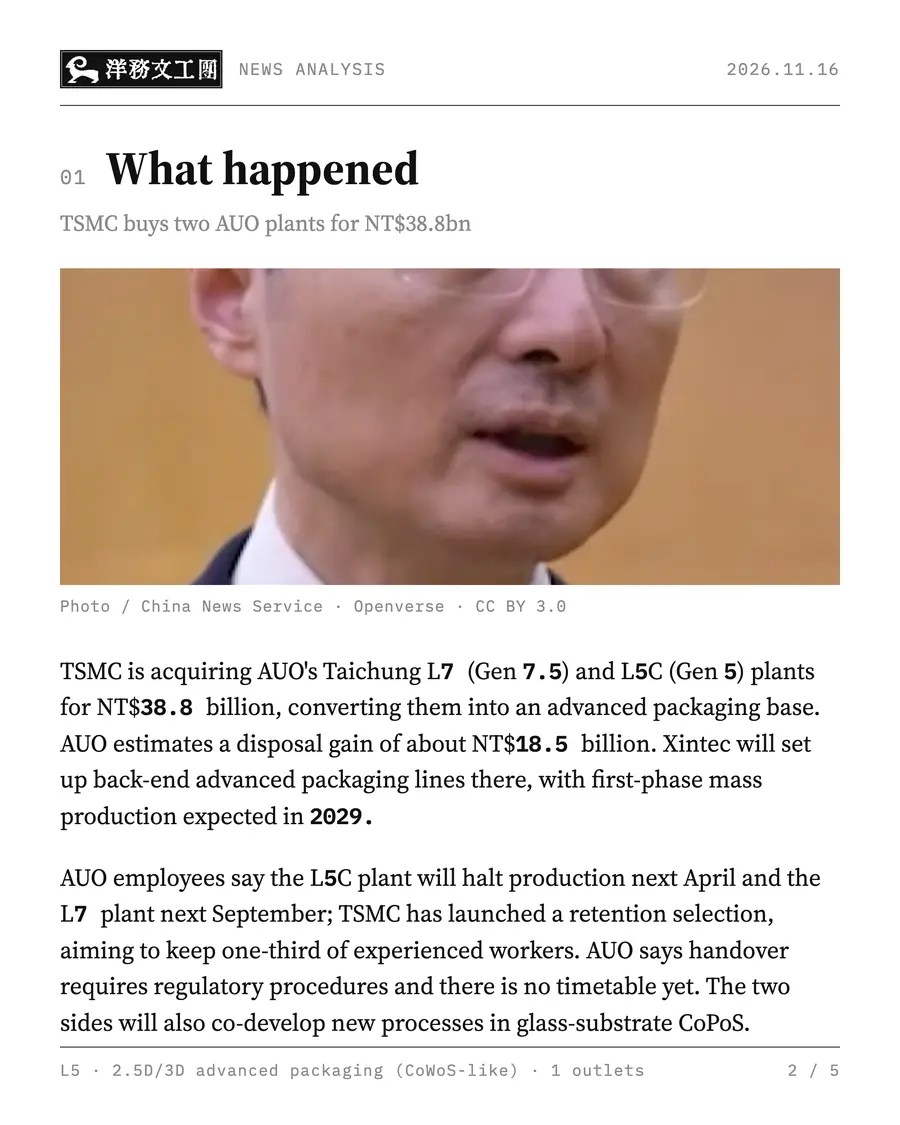 洋務文工團 NEWS ANALYSIS 2026.11.16
01 What happened
TSMC buys two AUO plants for NT$38.8bn
Photo / China News Service · Openverse · CC BY 3.0
TSMC is acquiring AUO's Taichung L7 (Gen 7.5) and L5C (Gen 5) plants
for NT$38.8 billion, converting them into an advanced packaging base.
AUO estimates a disposal gain of about NT$18.5 billion. Xintec will set
up back-end advanced packaging lines there, with first-phase mass
production expected in 2029.
AUO employees say the L5C plant will halt production next April and the
L7 plant next September; TSMC has launched a retention selection,
aiming to keep one-third of experienced workers. AUO says handover
requires regulatory procedures and there is no timetable yet. The two
sides will also co-develop new processes in glass-substrate CoPoS.
L5 · 2.5D/3D advanced packaging (CoWoS-like) · 1 outlets 2 / 5